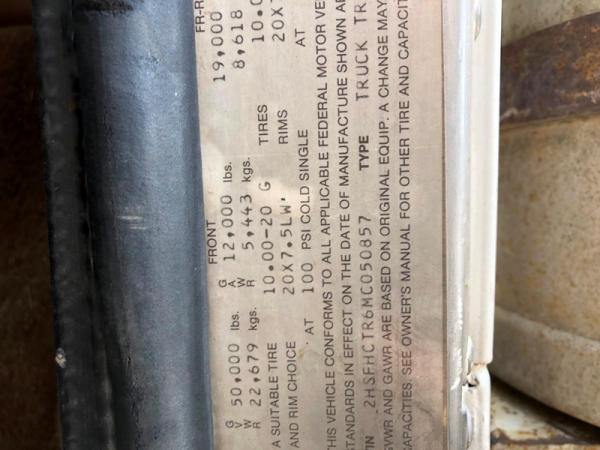 FRONT FR-R
G G
V 50,000 lbs. A 12,000 lbs. 19,000
W W
R 22,679 kgs. R 5,443 kgs. 8,618
A SUITABLE TIRE 10.00-20 G TIRES 10.0
AND RIM CHOICE 20X7.5LW' RIMS 20X
AT 100 PSI COLD SINGLE AT
THIS VEHICLE CONFORMS TO ALL APPLICABLE FEDERAL MOTOR VE
STANDARDS IN EFFECT ON THE DATE OF MANUFACTURE SHOWN AB
VIN 2HSFHCTR6MC050857 TYPE TRUCK TR
GVWR AND GAWR ARE BASED ON ORIGINAL EQUIP. A CHANGE MAY
CAPACITIES. SEE OWNER'S MANUAL FOR OTHER TIRE AND CAPACIT